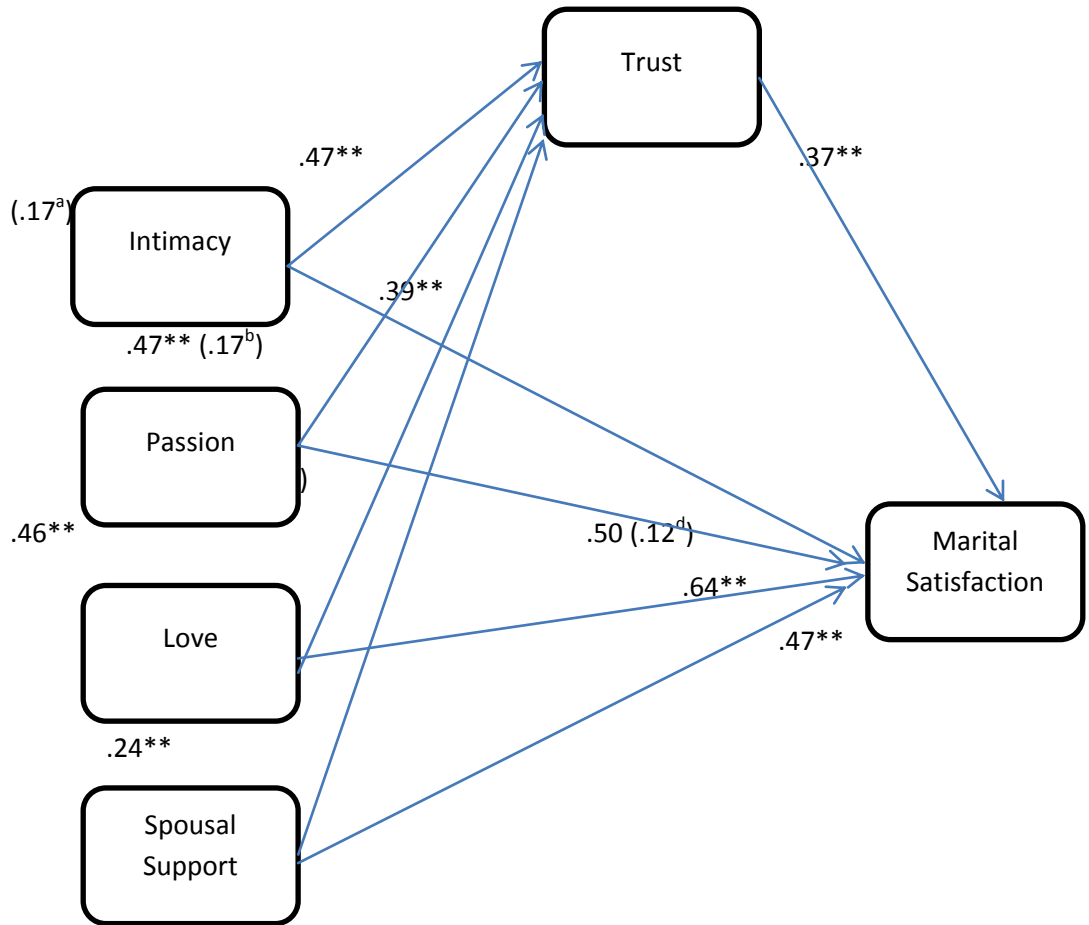 Trust
.47**
.37**
(.17ᵃ)
Intimacy
.39**
.47** (.17ᵇ)
Passion
)
.46**
.50 (.12ᵈ)
Marital
Satisfaction
.64**
Love
.47**
.24**
Spousal
Support